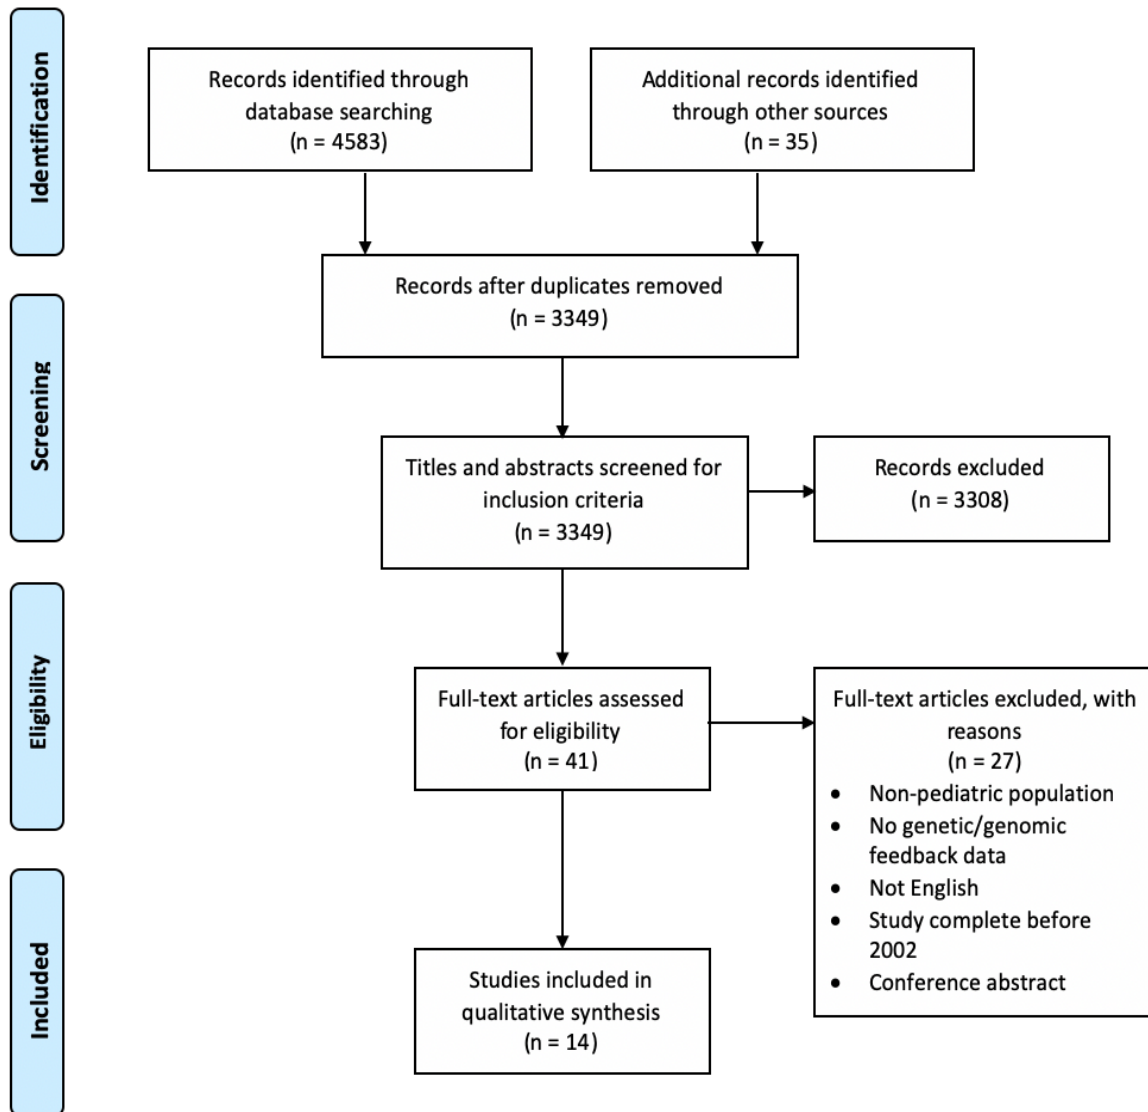 Identification
Records identified through
database searching
(n = 4583)
Additional records identified
through other sources
(n = 35)
Records after duplicates removed
(n = 3349)
Screening
Titles and abstracts screened for
inclusion criteria
(n = 3349)
Records excluded
(n = 3308)
Eligibility
Full-text articles assessed
for eligibility
(n = 41)
Full-text articles excluded, with
reasons
(n = 27)
• Non-pediatric population
• No genetic/genomic
feedback data
• Not English
• Study complete before
2002
• Conference abstract
Included
Studies included in
qualitative synthesis
(n = 14)